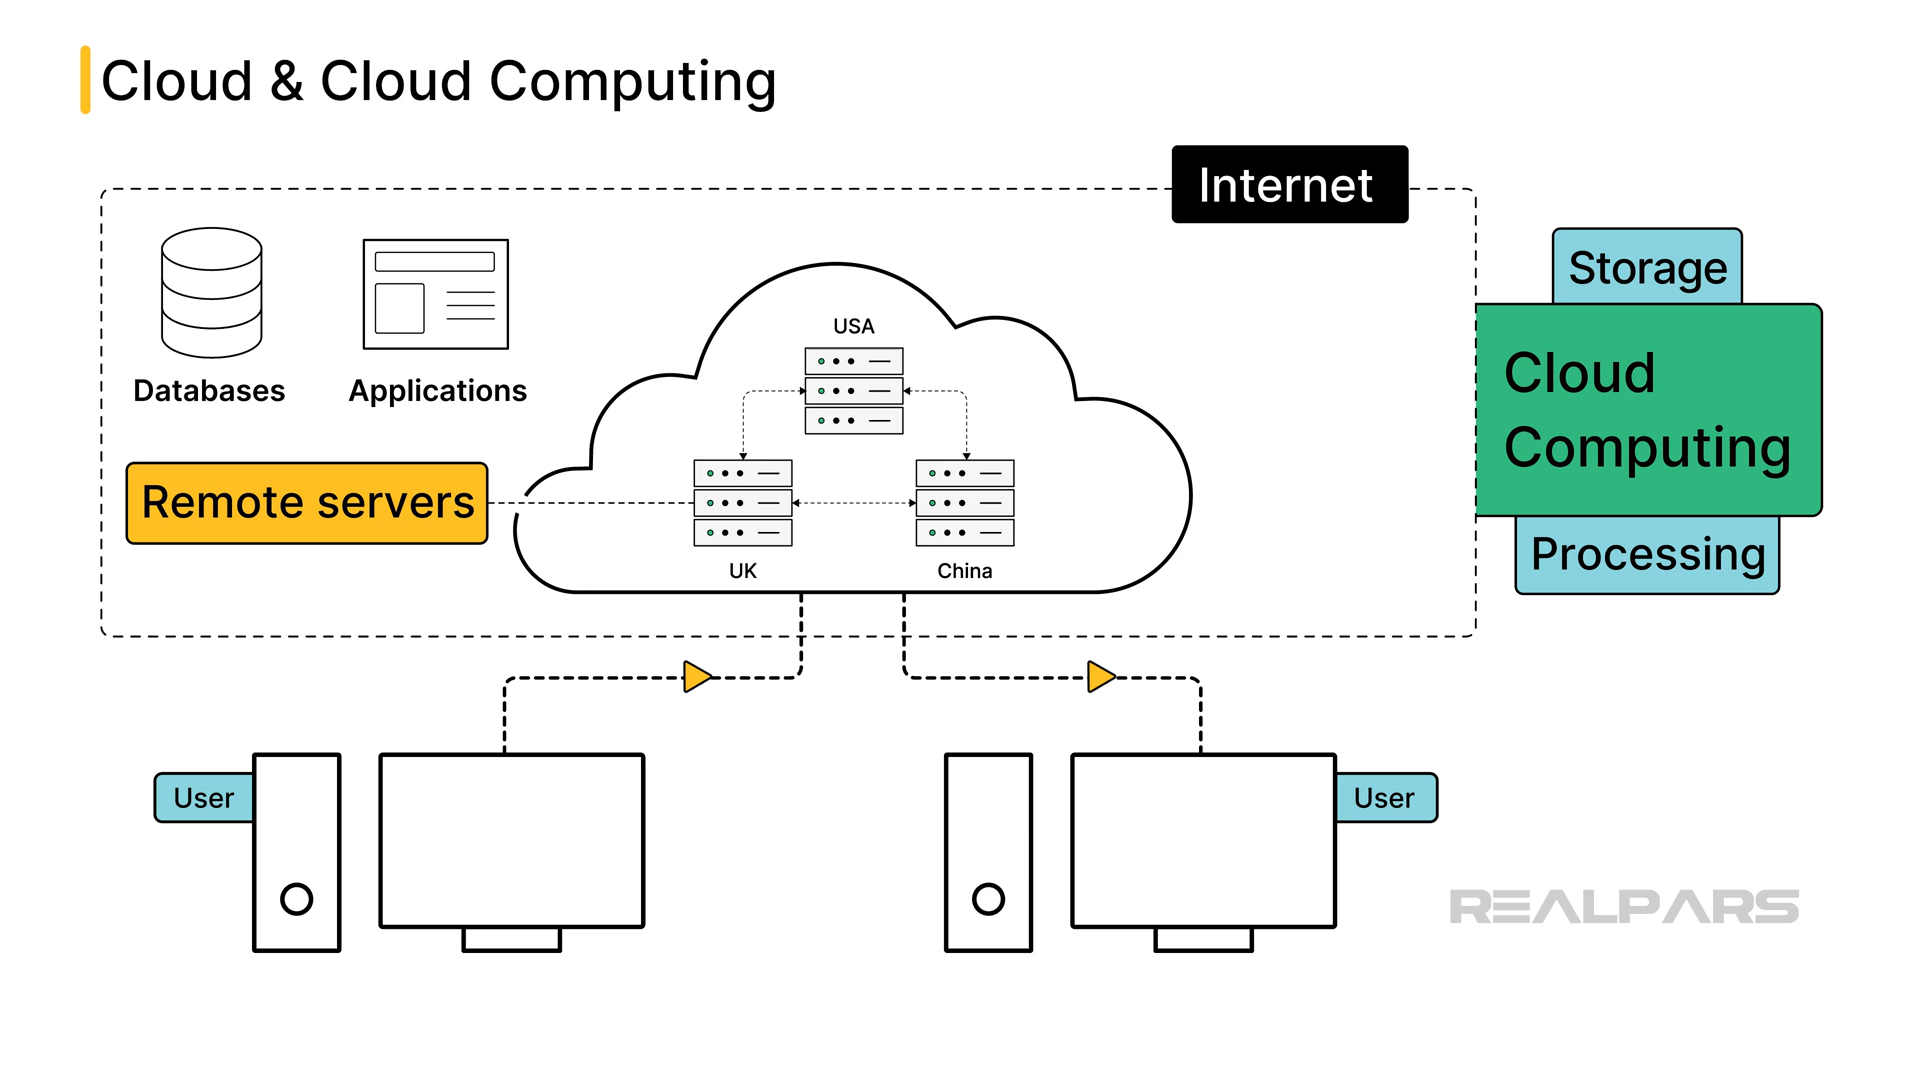 Cloud & Cloud Computing
Internet
Storage
Cloud
Computing
Processing
Databases
Applications
Remote servers
USA
UK
China
User
User
REALPARS